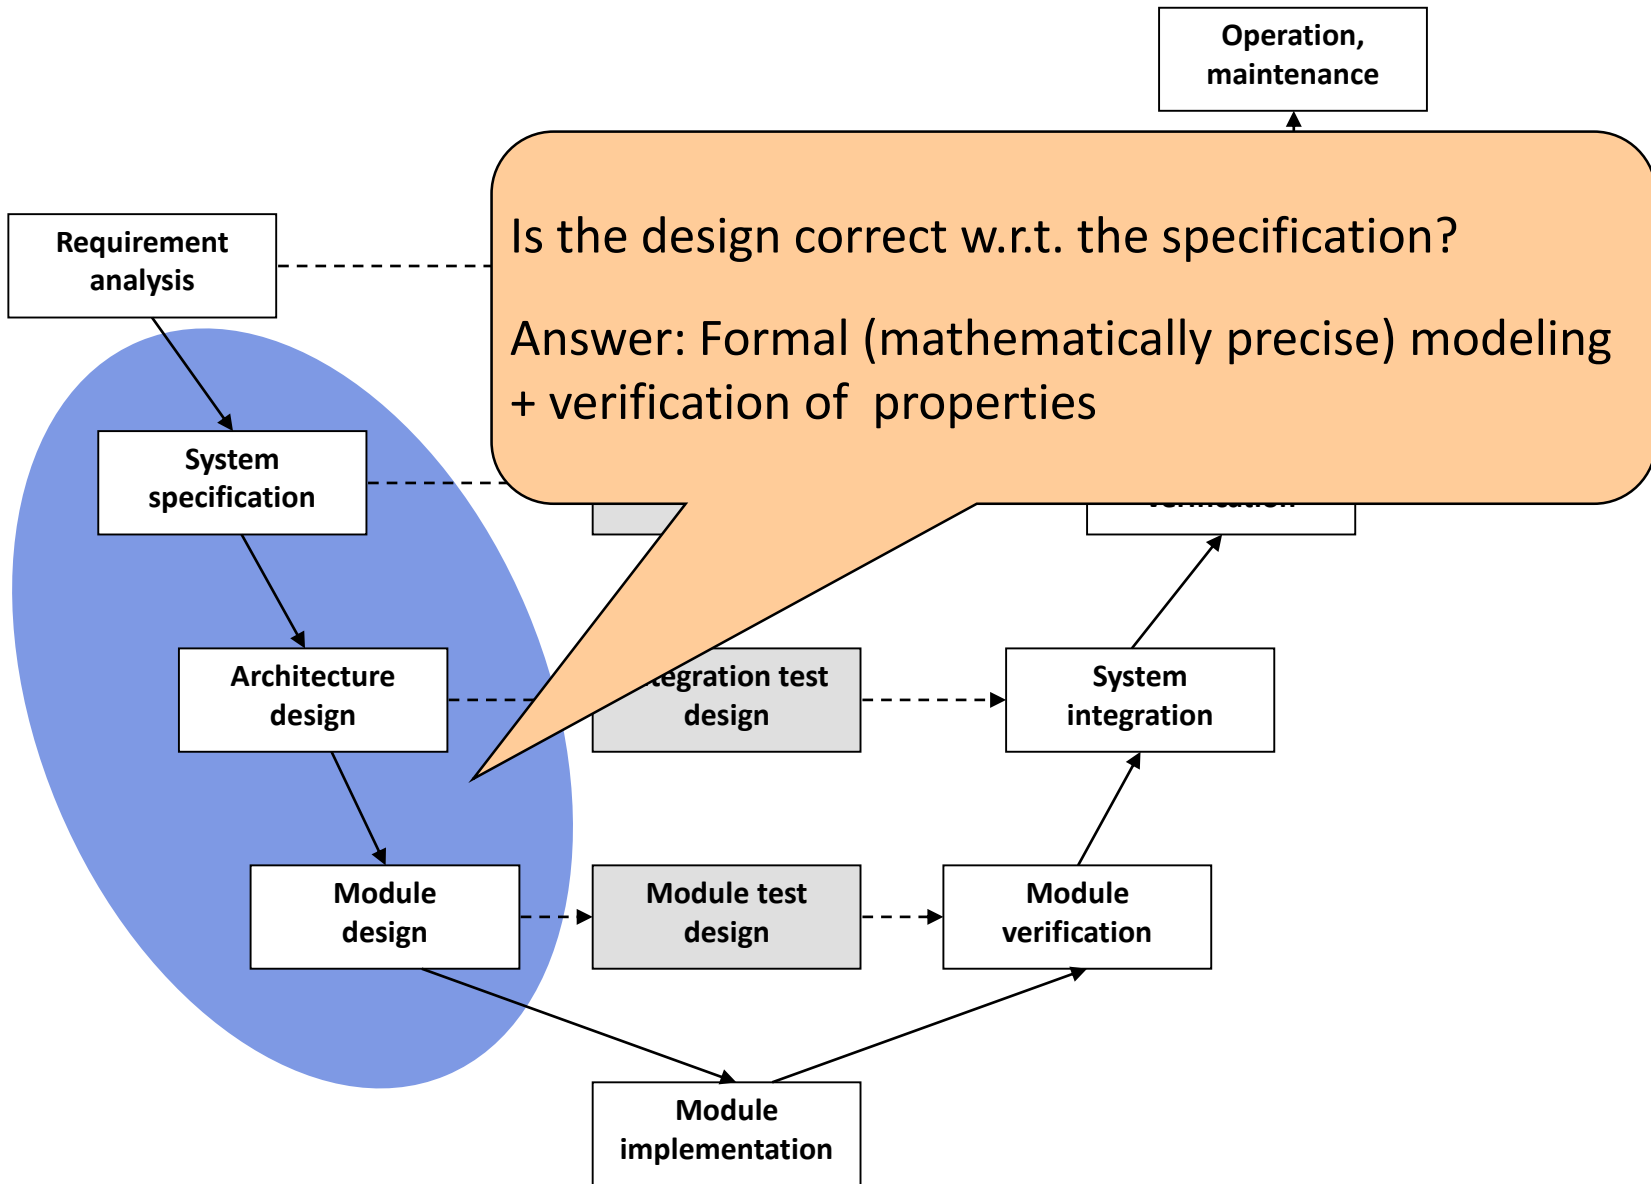 Operation,
maintenance
Is the design correct w.r.t. the specification?
Answer: Formal (mathematically precise) modeling
+ verification of properties
Requirement
analysis
System
specification
Architecture
design
test
design
System
integration
Module
design
Module test
design
Module
verification
Module
implementation